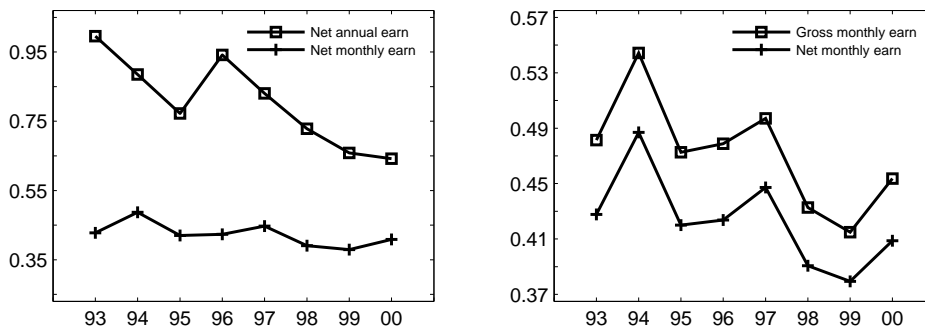 Net annual earn
Net monthly earn
0.95
0.75
0.55
0.35
93 94 95 96 97 98 99 00
Gross monthly earn
Net monthly earn
0.57
0.53
0.49
0.45
0.41
0.37
93 94 95 96 97 98 99 00